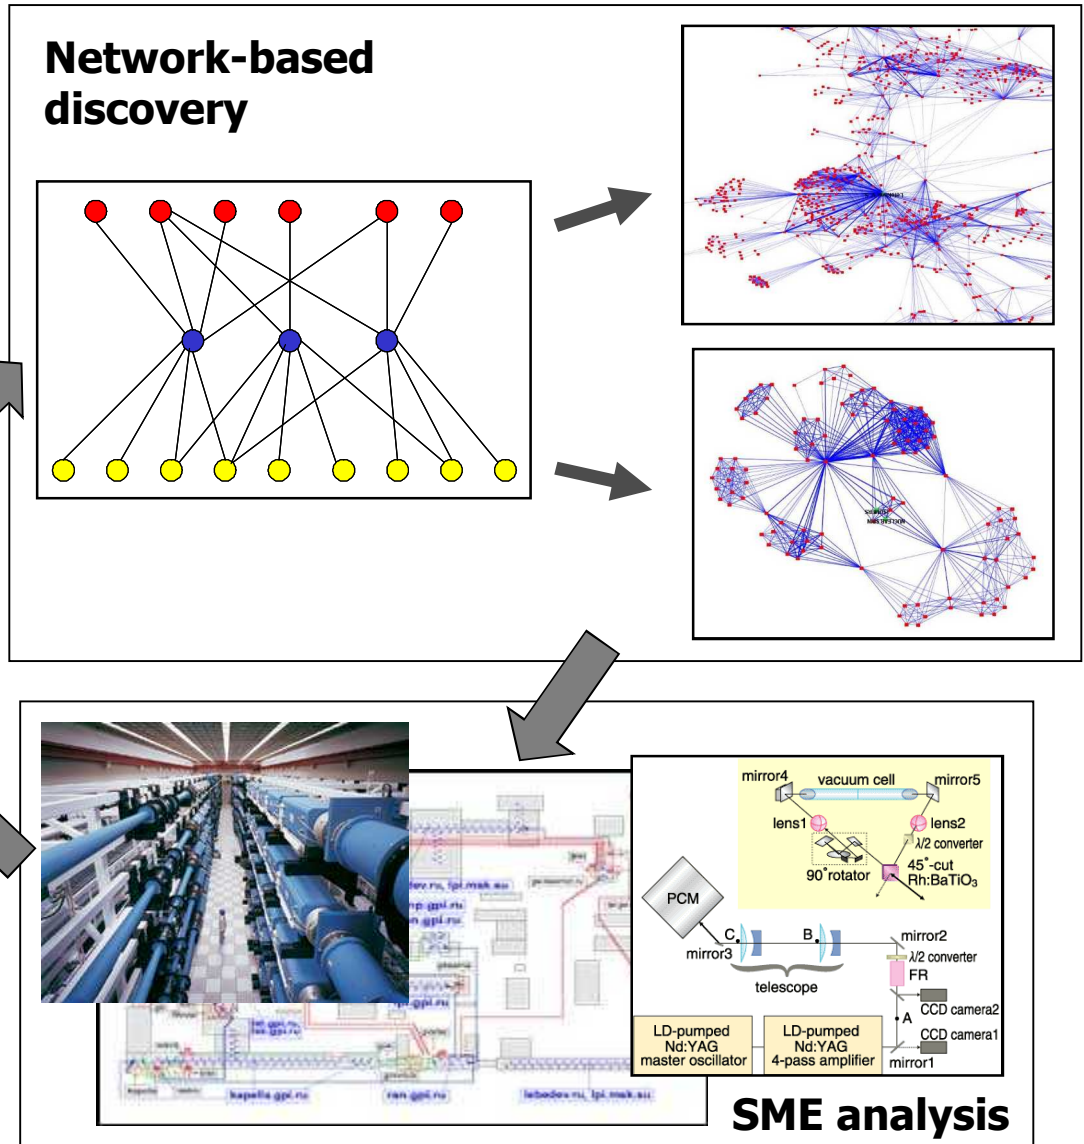 Network-based
discovery
mirror4
vacuum cell
mirror5
lens1
lens2
λ/2 converter
90˚rotator
45˚-cut
Rh:BaTiO₃
PCM
C
B
mirror2
mirror3
λ/2 converter
FR
telescope
CCD camera2
A
CCD camera1
LD-pumped
Nd:YAG
master oscillator
LD-pumped
Nd:YAG
4-pass amplifier
mirror1
kapella.gpi.ru
ran.gpi.ru
lebedev.ru, lpi.msk.su
SME analysis